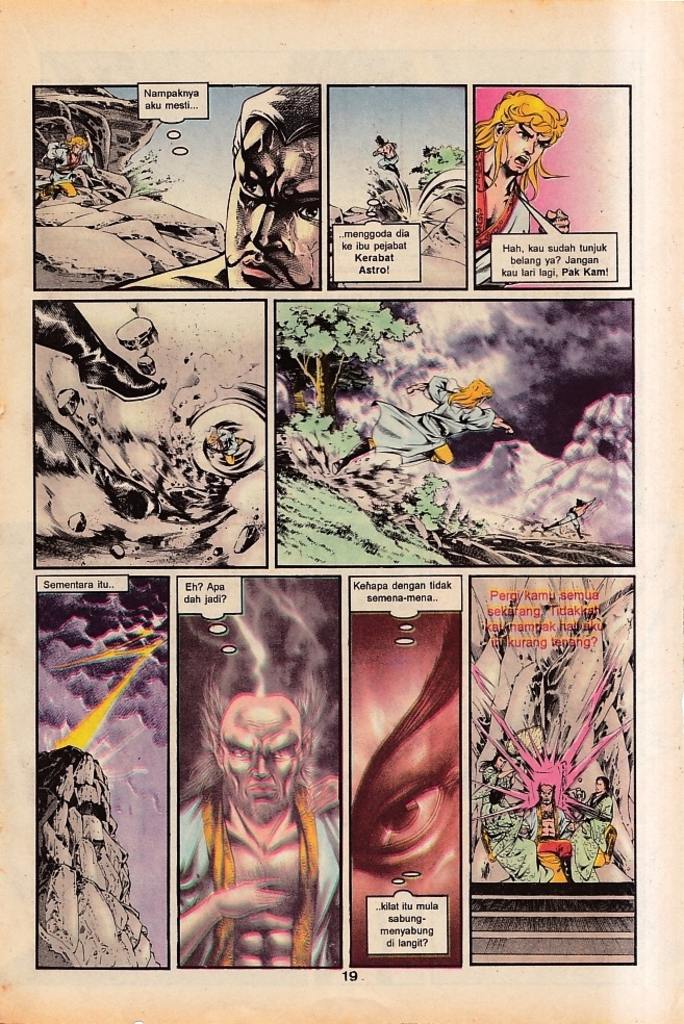 Nampaknya
aku mesti...
..menggoda dia
ke ibu pejabat
Kerabat
Astro!
Hah, kau sudah tunjuk
belang ya? Jangan
kau lari lagi, Pak Kam!
Sementara itu..
Eh? Apa
dah jadi?
Kenapa dengan tidak
semena-mena..
..kilat itu mula
sabung-
menyabung
di langit?
Pergi kamu semua
sekarang. Tidakkah
kau nampak hati aku
ini kurang tenang?
19